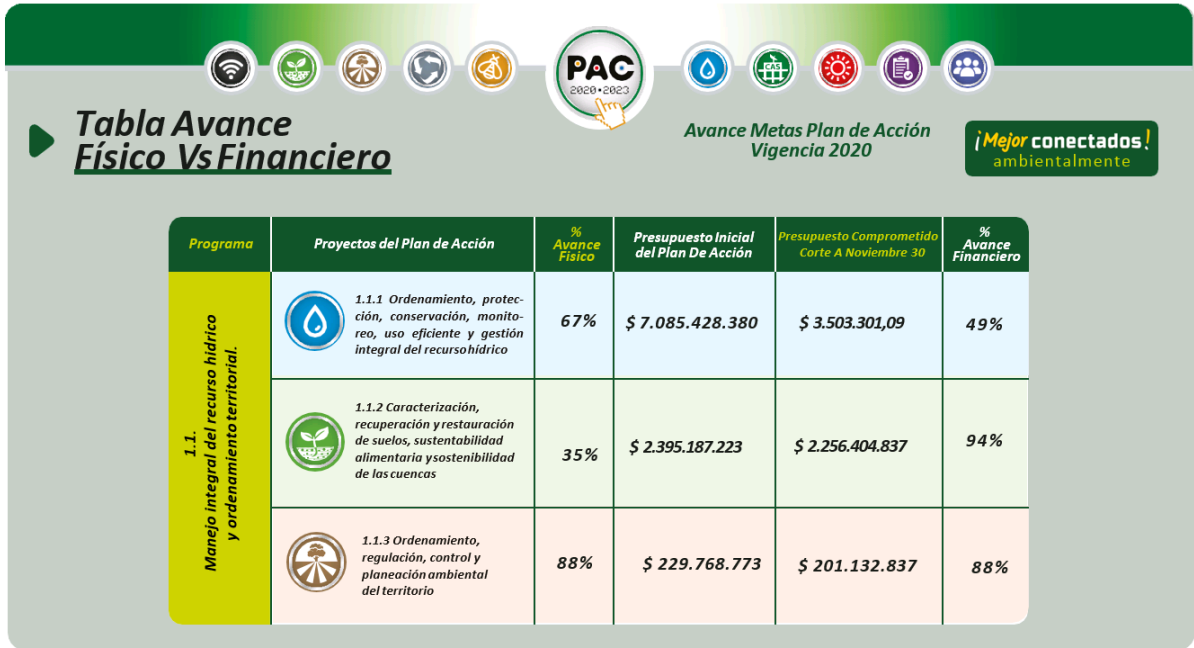 PAC
2020•2023
CAS
Tabla Avance
Físico Vs Financiero
Avance Metas Plan de Acción
Vigencia 2020
¡Mejor conectados!
ambientalmente
Programa
Proyectos del Plan de Acción
%
Avance
Fisico
Presupuesto Inicial
del Plan De Acción
Presupuesto Comprometido
Corte A Noviembre 30
%
Avance
Financiero
1.1.
Manejo integral del recurso hídrico
y ordenamiento territorial.
1.1.1 Ordenamiento, protec-
ción, conservación, monito-
reo, uso eficiente y gestión
integral del recurso hídrico
67%
$ 7.085.428.380
$ 3.503.301,09
49%
1.1.2 Caracterización,
recuperación y restauración
de suelos, sustentabilidad
alimentaria y sostenibilidad
de las cuencas
35%
$ 2.395.187.223
$ 2.256.404.837
94%
1.1.3 Ordenamiento,
regulación, control y
planeación ambiental
del territorio
88%
$ 229.768.773
$ 201.132.837
88%